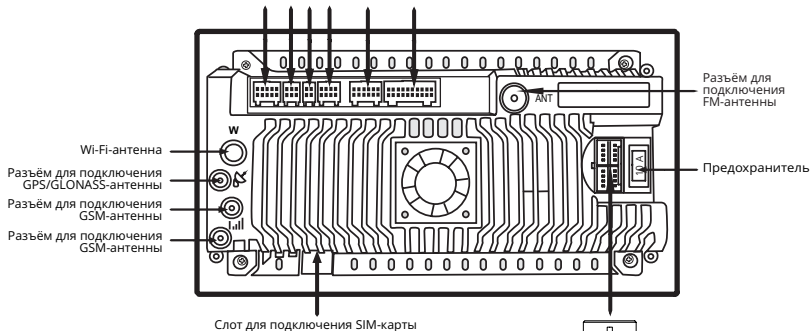 Разъём для
подключения
FM-антенны
ANT
W
Wi-Fi-антенна
Разъём для подключения
GPS/GLONASS-антенны
Разъём для подключения
GSM-антенны
Разъём для подключения
GSM-антенны
10 A
Предохранитель
Слот для подключения SIM-карты